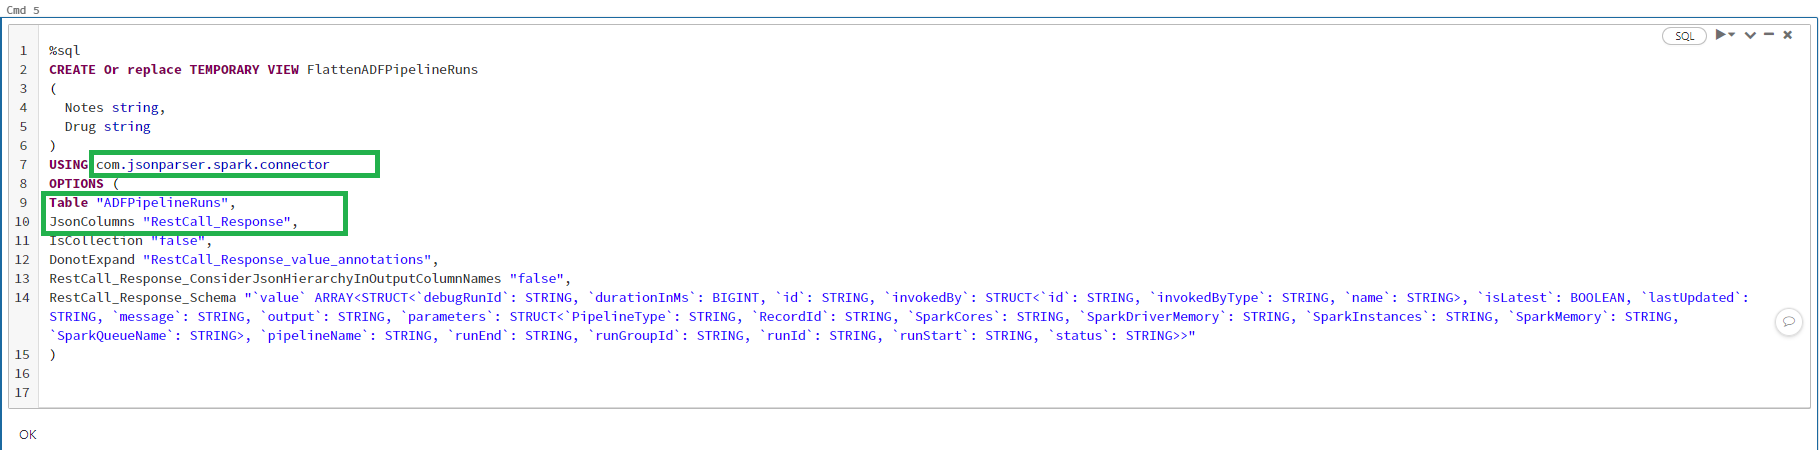 Cmd 5
SQL
1 %sql
2 CREATE Or replace TEMPORARY VIEW FlattenADFPipelineRuns
3 (
4 Notes string,
5 Drug string
6 )
7 USING com.jsonparser.spark.connector
8 OPTIONS (
9 Table "ADFPipelineRuns",
10 JsonColumns "RestCall_Response",
11 IsCollection "false",
12 DonotExpand "RestCall_Response_value_annotations",
13 RestCall_Response_ConsiderJsonHierarchyInOutputColumnNames "false",
14 RestCall_Response_Schema "`value` ARRAY<STRUCT<`debugRunId`: STRING, `durationInMs`: BIGINT, `id`: STRING, `invokedBy`: STRUCT<`id`: STRING, `invokedByType`: STRING, `name`: STRING>, `isLatest`: BOOLEAN, `lastUpdated`:
STRING, `message`: STRING, `output`: STRING, `parameters`: STRUCT<`PipelineType`: STRING, `RecordId`: STRING, `SparkCores`: STRING, `SparkDriverMemory`: STRING, `SparkInstances`: STRING, `SparkMemory`: STRING,
`SparkQueueName`: STRING>, `pipelineName`: STRING, `runEnd`: STRING, `runGroupId`: STRING, `runId`: STRING, `runStart`: STRING, `status`: STRING>>"
15 )
16
17
OK